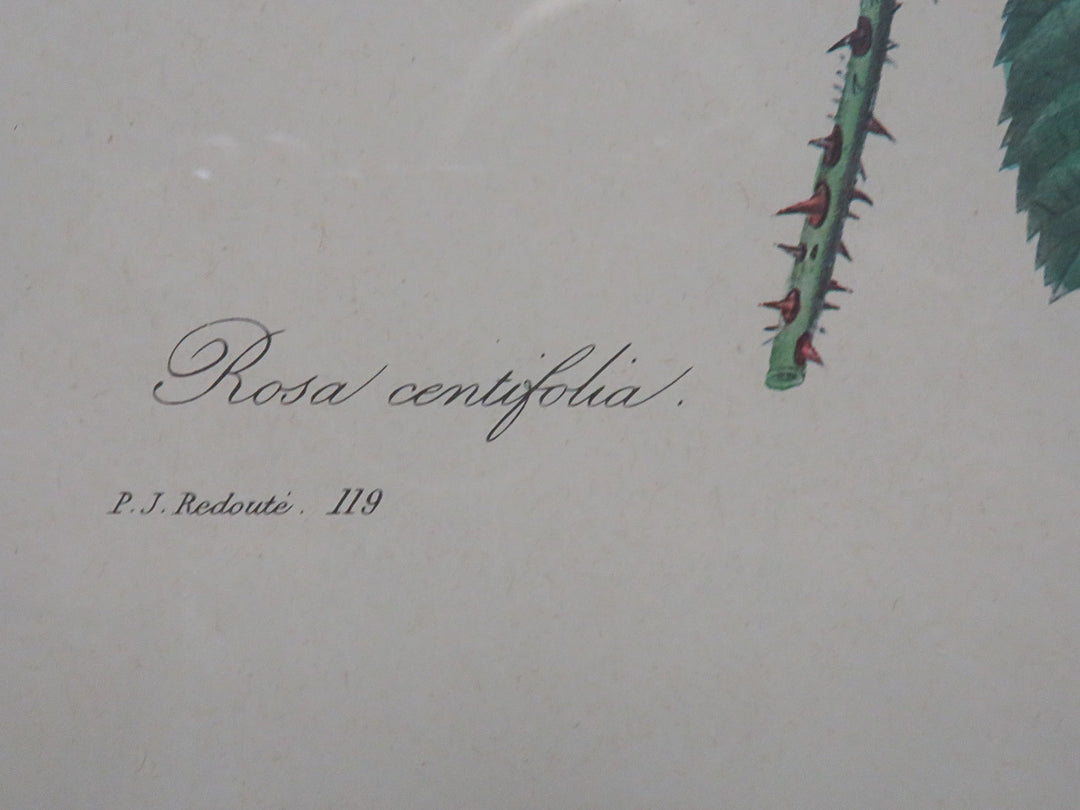 Rosa centifolia.
P. J. Redouté. 119